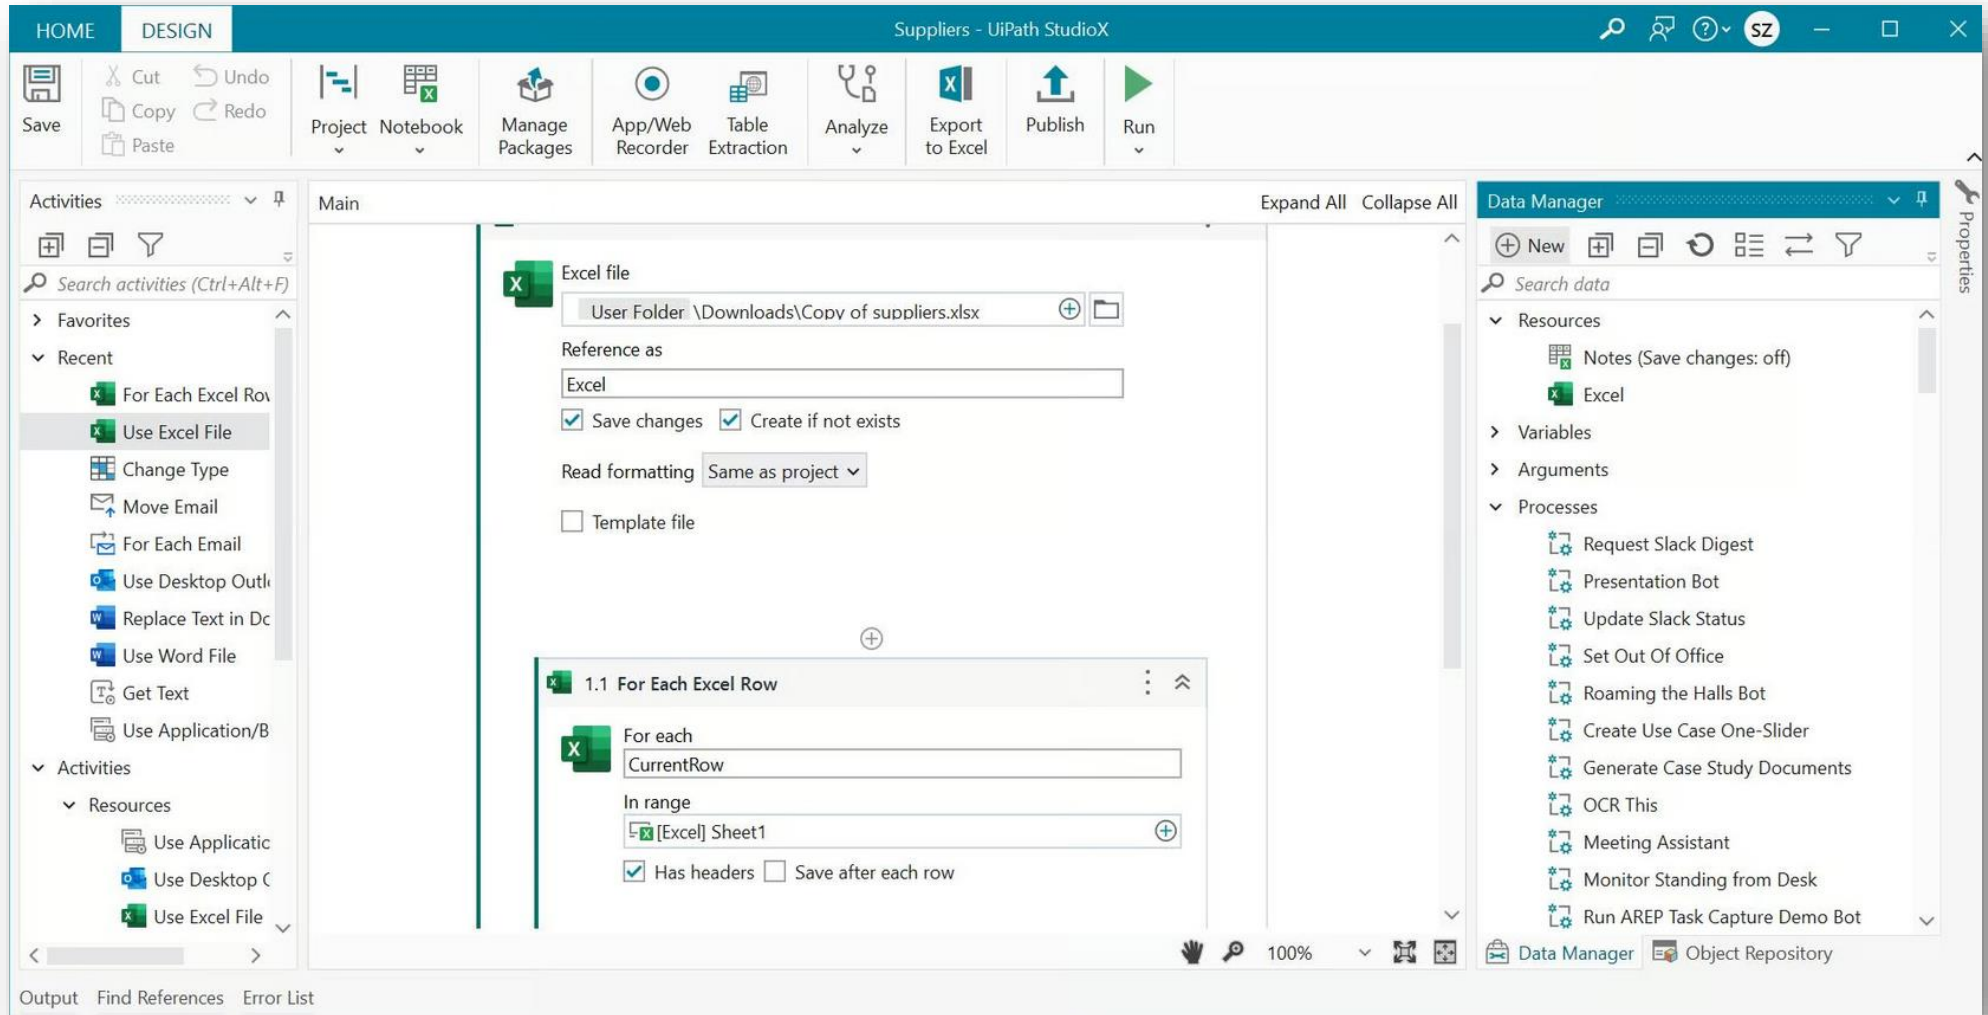 HOME DESIGN Suppliers - UiPath StudioX SZ
Save
Cut
Copy
Paste
Undo
Redo
Project Notebook
Manage Packages
App/Web Recorder
Table Extraction
Analyze
Export to Excel
Publish
Run
Activities
Search activities (Ctrl+Alt+F)
Favorites
Recent
For Each Excel Rov
Use Excel File
Change Type
Move Email
For Each Email
Use Desktop Outl
Replace Text in Dc
Use Word File
Get Text
Use Application/B
Activities
Resources
Use Applicatic
Use Desktop (
Use Excel File
Main Expand All Collapse All
Excel file
User Folder \Downloads\Copy of suppliers.xlsx
Reference as
Excel
Save changes Create if not exists
Read formatting Same as project
Template file
1.1 For Each Excel Row
For each
CurrentRow
In range
[Excel] Sheet1
Has headers Save after each row
100%
Data Manager
New
Search data
Resources
Notes (Save changes: off)
Excel
Variables
Arguments
Processes
Request Slack Digest
Presentation Bot
Update Slack Status
Set Out Of Office
Roaming the Halls Bot
Create Use Case One-Slider
Generate Case Study Documents
OCR This
Meeting Assistant
Monitor Standing from Desk
Run AREP Task Capture Demo Bot
Data Manager Object Repository
Properties
Output Find References Error List